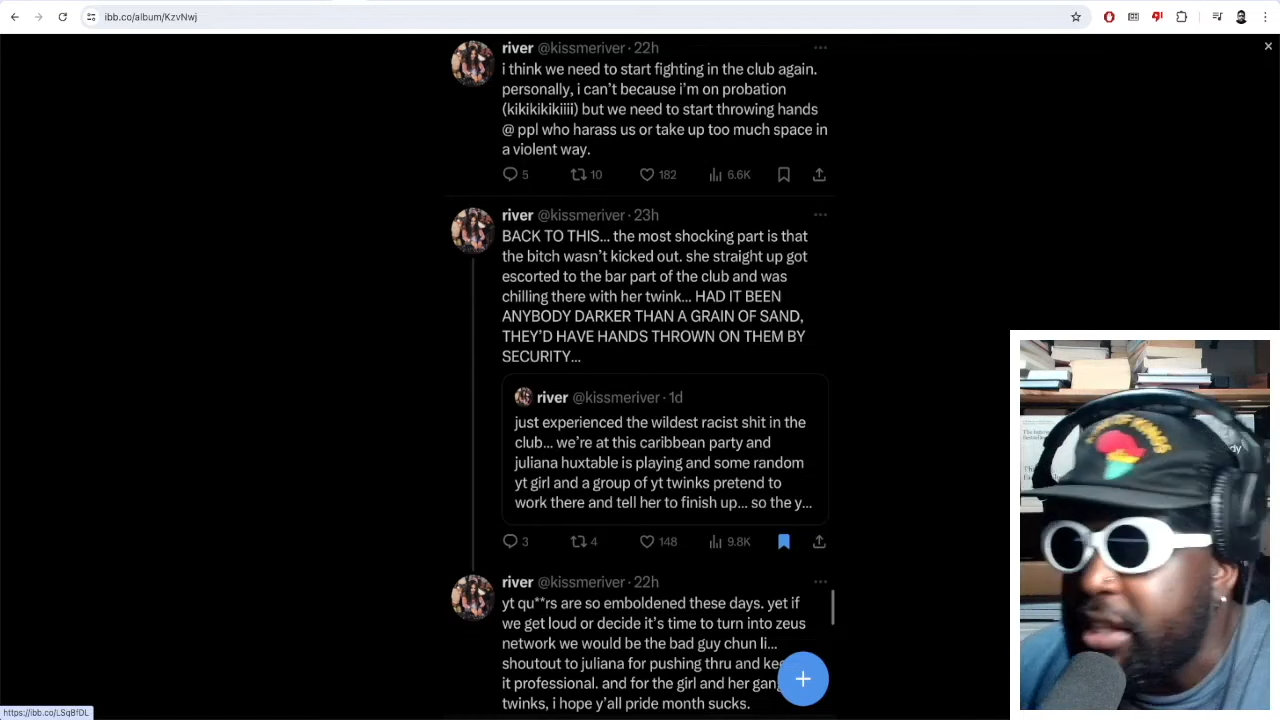 ibb.co/album/KzvNwj
river @kissmeriver · 22h
i think we need to start fighting in the club again.
personally, i can’t because i’m on probation
(kikikikikiiii) but we need to start throwing hands
@ ppl who harass us or take up too much space in
a violent way.
5 10 182 6.6K
river @kissmeriver · 23h
BACK TO THIS... the most shocking part is that
the bitch wasn’t kicked out. she straight up got
escorted to the bar part of the club and was
chilling there with her twink... HAD IT BEEN
ANYBODY DARKER THAN A GRAIN OF SAND,
THEY’D HAVE HANDS THROWN ON THEM BY
SECURITY...
river @kissmeriver · 1d
just experienced the wildest racist shit in the
club... we’re at this caribbean party and
juliana huxtable is playing and some random
yt girl and a group of yt twinks pretend to
work there and tell her to finish up... so the y...
3 4 148 9.8K
river @kissmeriver · 22h
yt qu**rs are so emboldened these days. yet if
we get loud or decide it’s time to turn into zeus
network we would be the bad guy chun li...
shoutout to juliana for pushing thru and kee
it professional. and for the girl and her gang
twinks, i hope y’all pride month sucks.
https://ibb.co/LSqBfDL